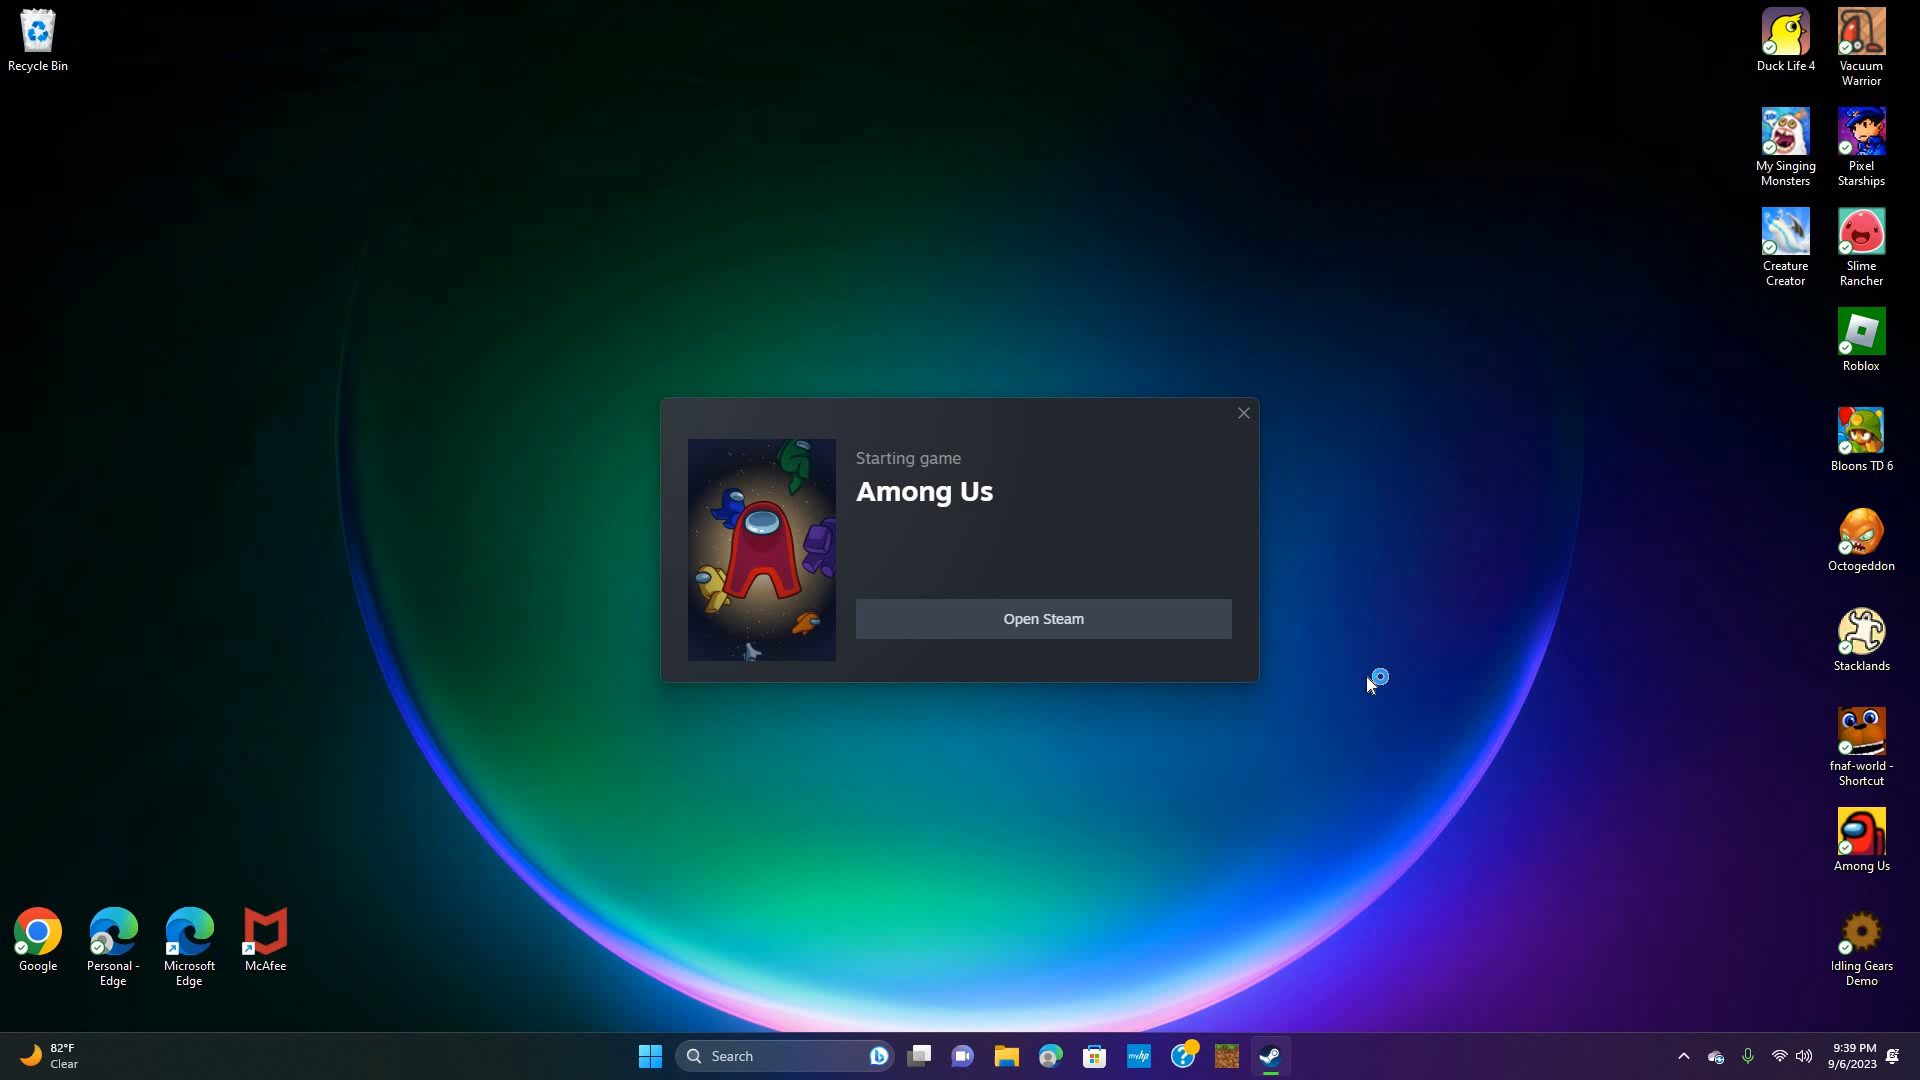 Recycle Bin
Duck Life 4
Vacuum
Warrior
10
My Singing
Monsters
Pixel
Starships
Creature
Creator
Slime
Rancher
Roblox
Bloons TD 6
Octogeddon
Stacklands
fnaf-world -
Shortcut
Among Us
Idling Gears
Demo
Starting game
Among Us
Open Steam
Google
Personal -
Edge
Microsoft
Edge
McAfee
82°F
Clear
Search
myhp
9:39 PM
9/6/2023